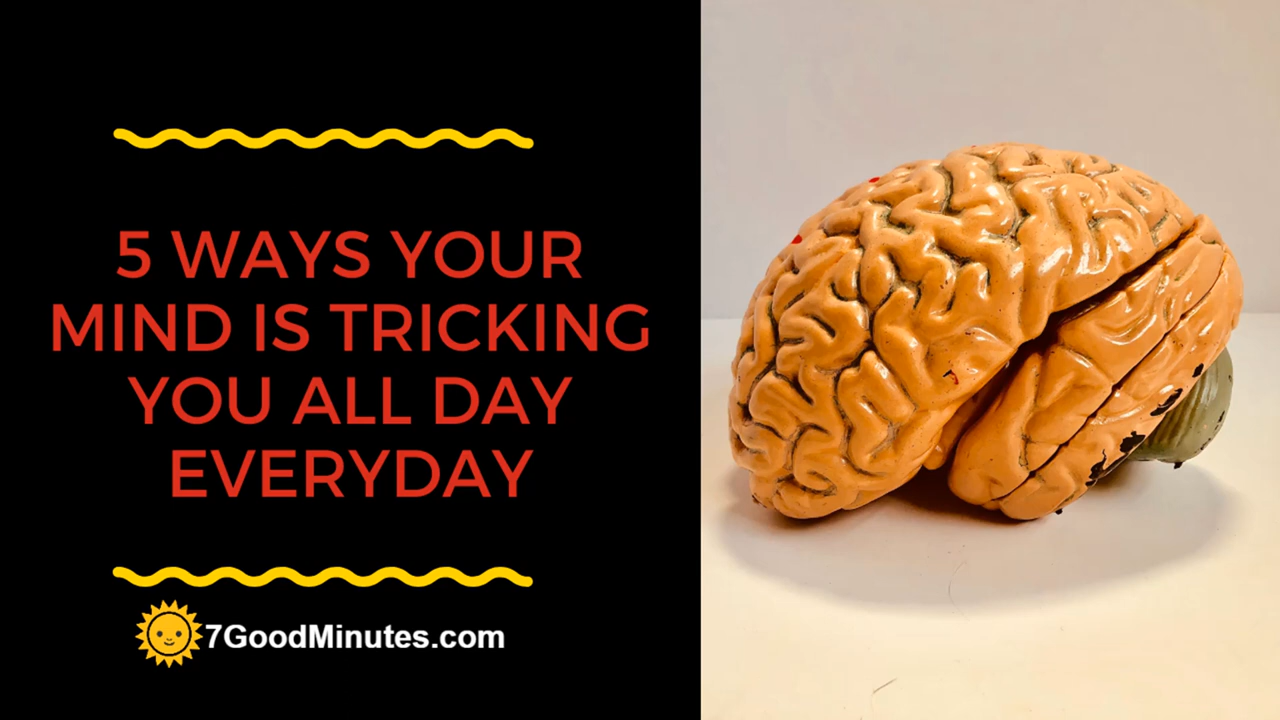 5 WAYS YOUR
MIND IS TRICKING
YOU ALL DAY
EVERYDAY
7GoodMinutes.com